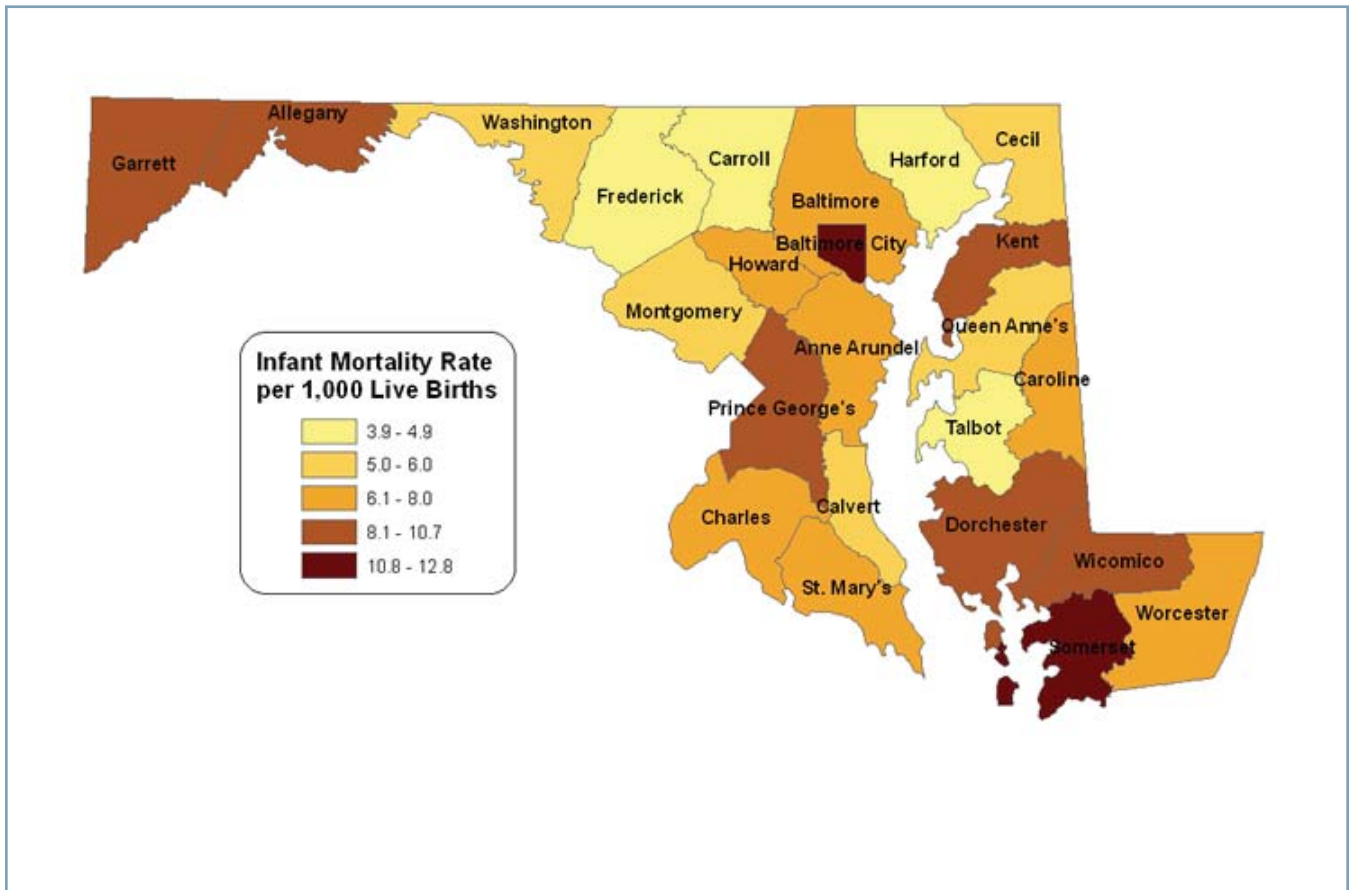 Allegany
Washington
Garrett
Frederick
Carroll
Harford
Cecil
Baltimore
Baltimore City
Howard
Kent
Montgomery
Queen Anne's
Anne Arundel
Caroline
Prince George's
Talbot
Calvert
Charles
Dorchester
Wicomico
St. Mary's
Worcester
Somerset
Infant Mortality Rate
per 1,000 Live Births
3.9 - 4.9
5.0 - 6.0
6.1 - 8.0
8.1 - 10.7
10.8 - 12.8